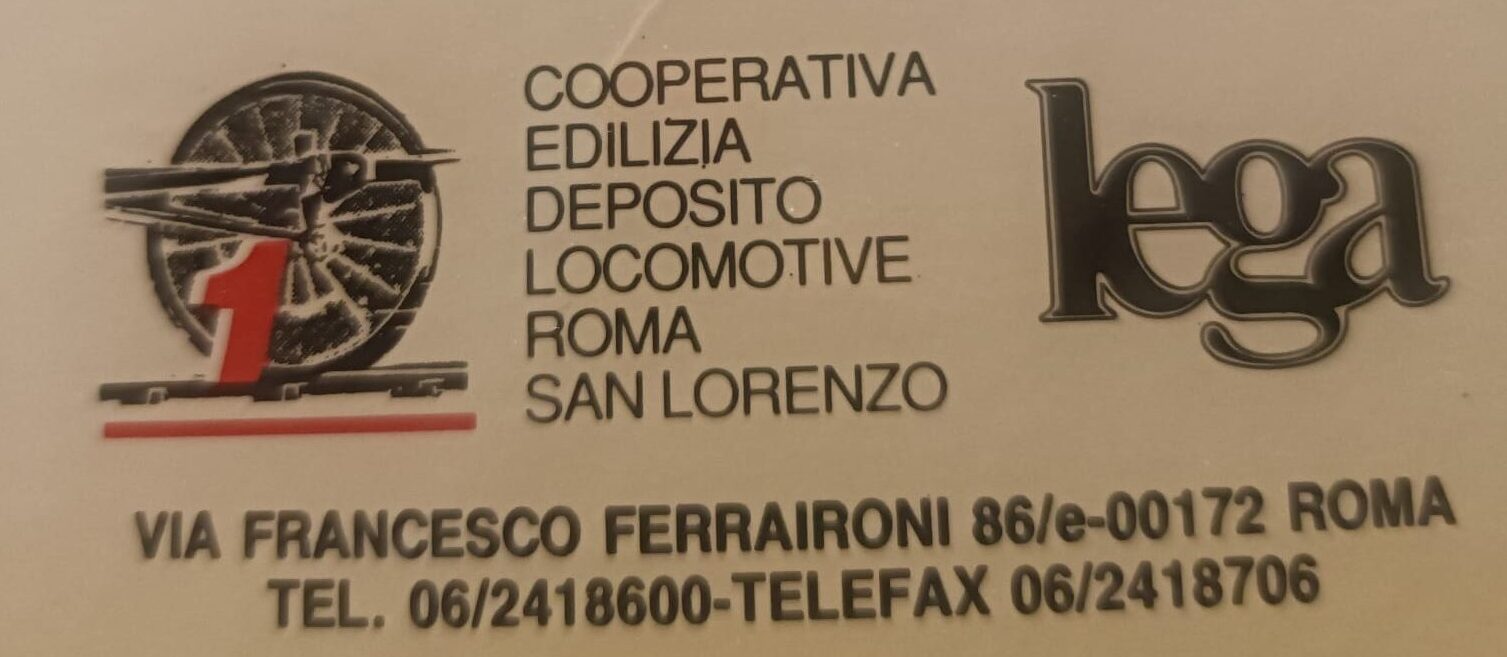 COOPERATIVA
EDILIZIA
DEPOSITO
LOCOMOTIVE
ROMA
SAN LORENZO
1
lega
VIA FRANCESCO FERRAIRONI 86/e-00172 ROMA
TEL. 06/2418600-TELEFAX 06/2418706